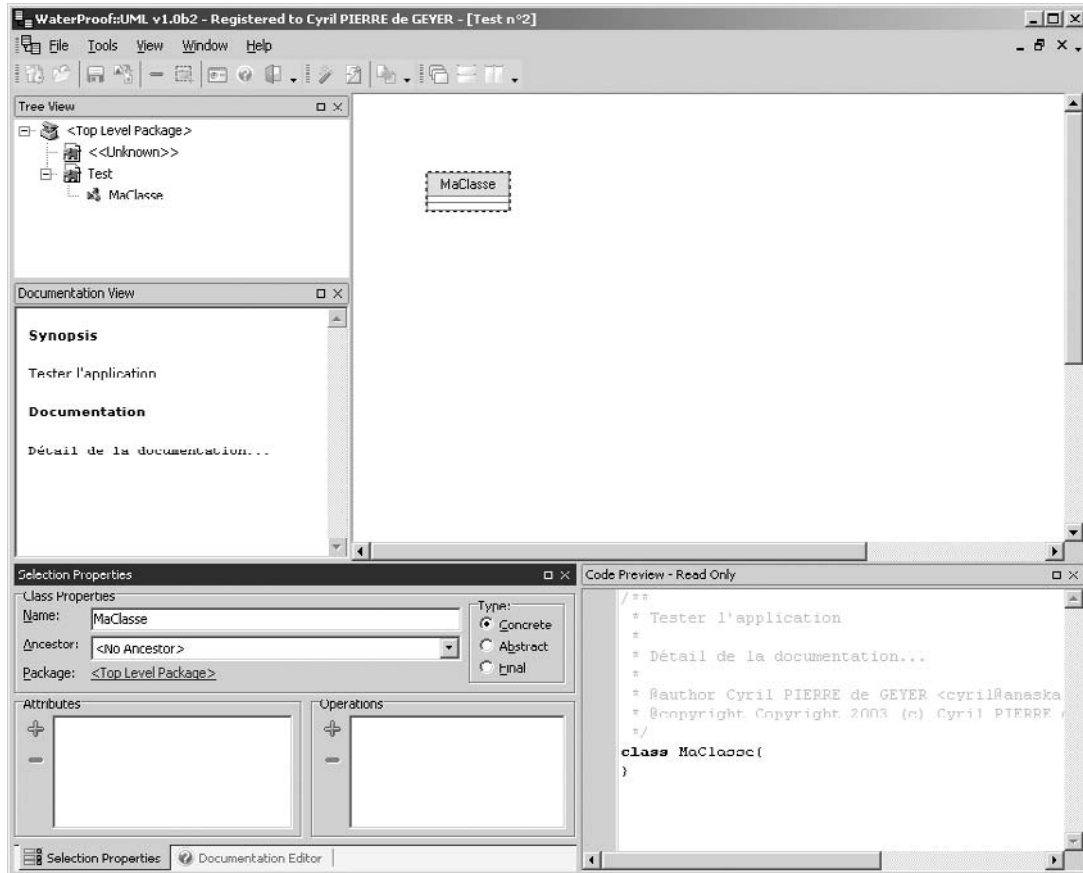 WaterProof::UML v1.0b2 - Registered to Cyril PIERRE de GEYER - [Test n°2]
File Tools View Window Help
Tree View
<Top Level Package>
<<Unknown>>
Test
MaClasse
MaClasse
Documentation View
Synopsis
Tester l'application
Documentation
Détail de la documentation...
Selection Properties
Class Properties
Name: MaClasse
Ancestor: <No Ancestor>
Package: <Top Level Package>
Type:
Concrete
Abstract
Final
Attributes
Operations
Selection Properties Documentation Editor
Code Preview - Read Only
/**
* Tester l'application
*
* Détail de la documentation...
*
* @author Cyril PIERRE de GEYER <cyril@anaska
* @copyright Copyright 2003 (c) Cyril PIERRE
*/
class MaClasse{
}